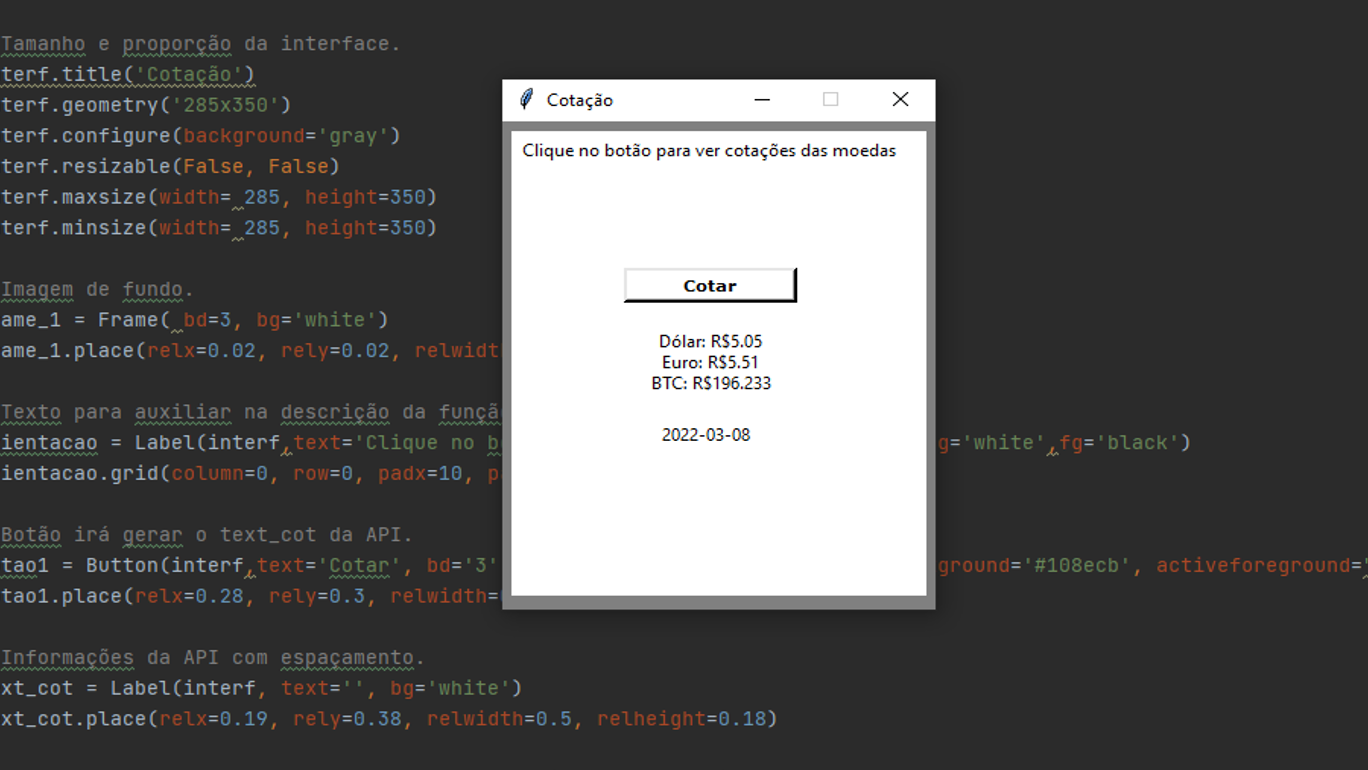 Tamanho e proporção da interface.
terf.title('Cotação')
terf.geometry('285x350')
terf.configure(background='gray')
terf.resizable(False, False)
terf.maxsize(width= 285, height=350)
terf.minsize(width= 285, height=350)
Imagem de fundo.
ame_1 = Frame( bd=3, bg='white')
ame_1.place(relx=0.02, rely=0.02, relwidt
Texto para auxiliar na descrição da funçã
ientacao = Label(interf,text='Clique no b g='white',fg='black')
ientacao.grid(column=0, row=0, padx=10, p
Botão irá gerar o text_cot da API.
tao1 = Button(interf,text='Cotar', bd='3' ground='#108ecb', activeforeground='
tao1.place(relx=0.28, rely=0.3, relwidth=
Informações da API com espaçamento.
xt_cot = Label(interf, text='', bg='white')
xt_cot.place(relx=0.19, rely=0.38, relwidth=0.5, relheight=0.18)
Cotação
Clique no botão para ver cotações das moedas
Cotar
Dólar: R$5.05
Euro: R$5.51
BTC: R$196.233
2022-03-08